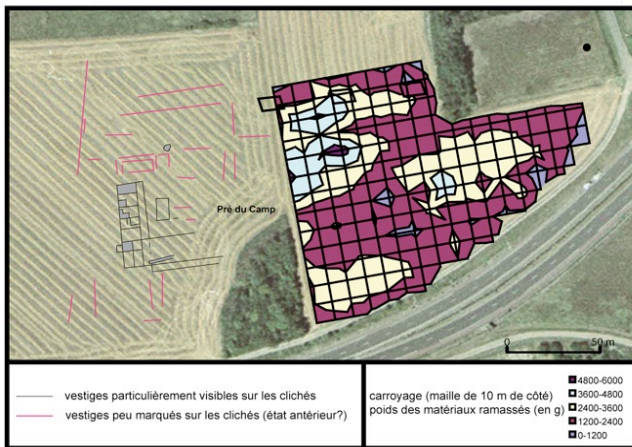 Pré du Camp
0 50 m
vestiges particulièrement visibles sur les clichés
vestiges peu marqués sur les clichés (état antérieur?)
carroyage (maille de 10 m de côté)
poids des matériaux ramassés (en g)
4800-6000
3600-4800
2400-3600
1200-2400
0-1200